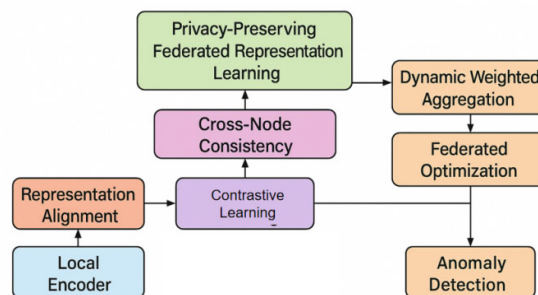 Privacy-Preserving
Federated Representation
Learning
Dynamic Weighted
Aggregation
Cross-Node
Consistency
Federated
Optimization
Representation
Alignment
Contrastive
Learning
Local
Encoder
Anomaly
Detection